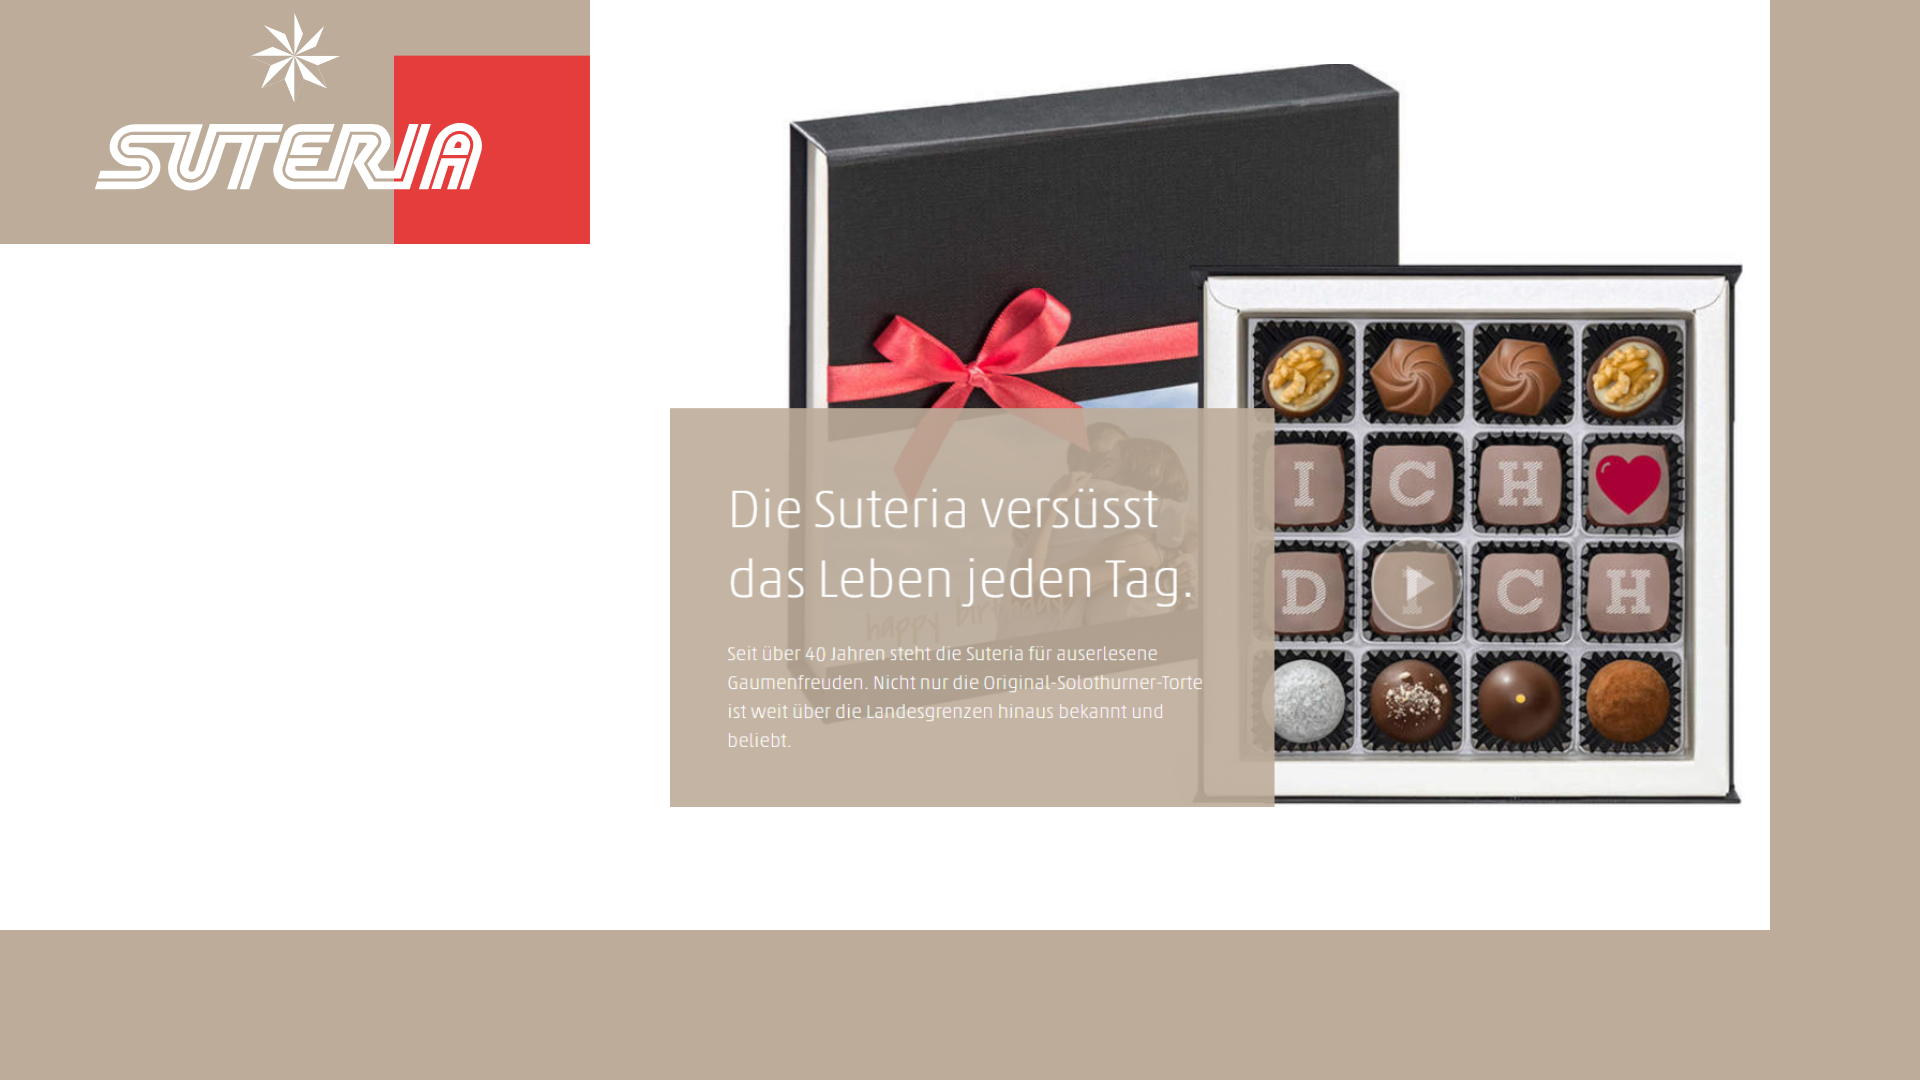 SUTERIA
Die Suteria versüsst
das Leben jeden Tag.
Seit über 40 Jahren steht die Suteria für auserlesene
Gaumenfreuden. Nicht nur die Original-Solothurner-Torte
ist weit über die Landesgrenzen hinaus bekannt und
beliebt.
happy birthday
I C H
D I C H